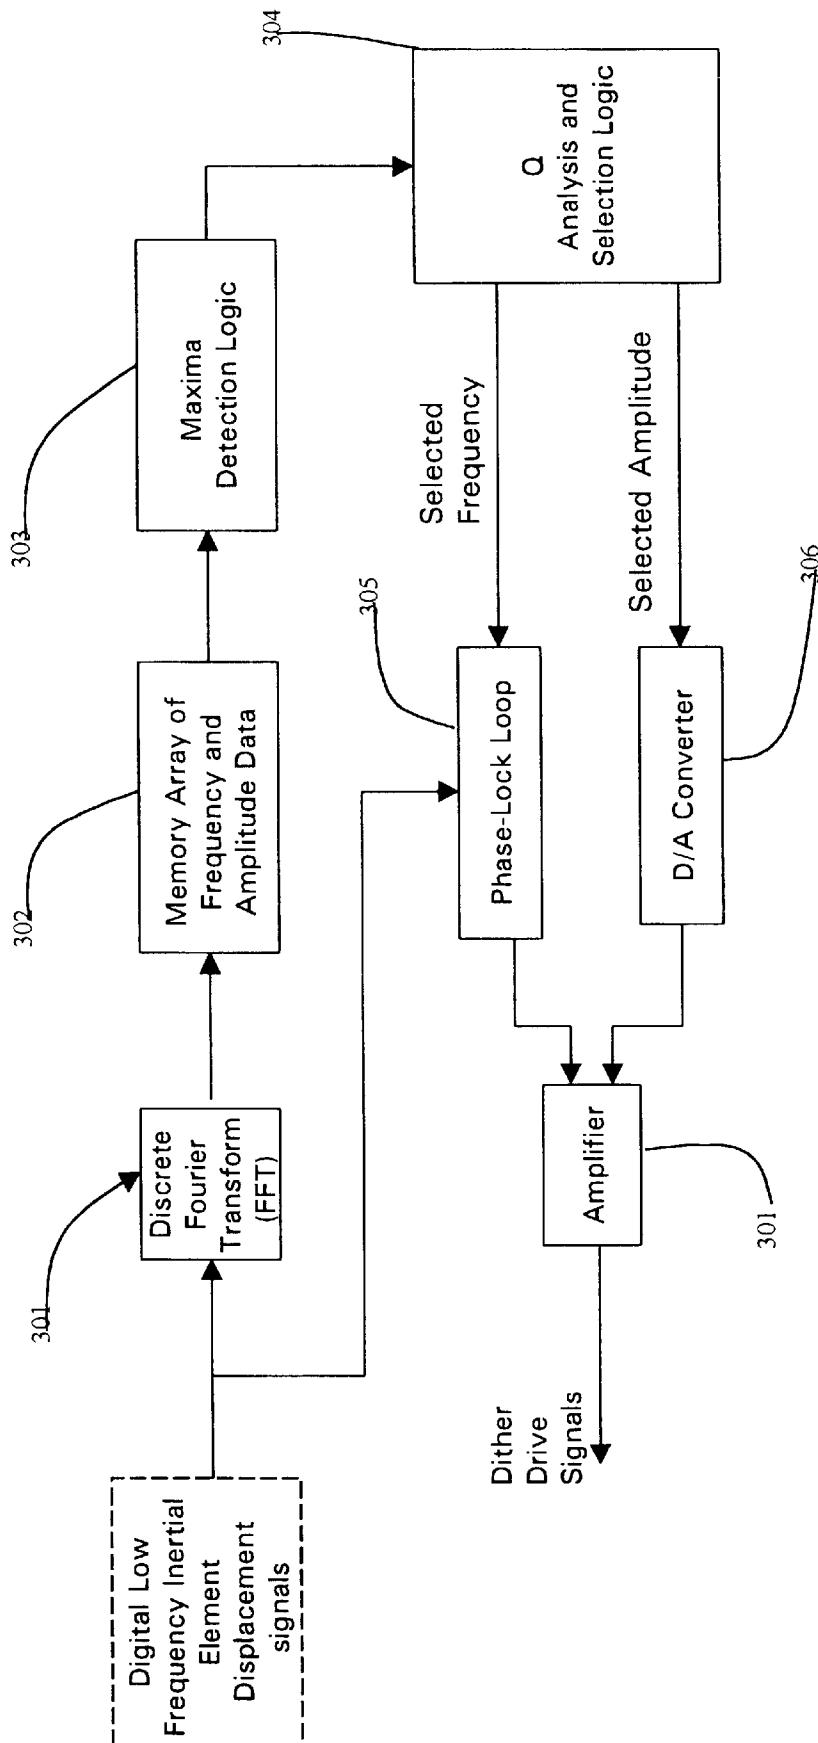 Digital Low
Frequency Inertial
Element
Displacement
signals
301
Discrete
Fourier
Transform
(FFT)
302
Memory Array of
Frequency and
Amplitude Data
303
Maxima
Detection Logic
304
Q
Analysis and
Selection Logic
Selected
Frequency
Selected Amplitude
305
Phase-Lock Loop
306
D/A Converter
Amplifier
301
Dither
Drive
Signals